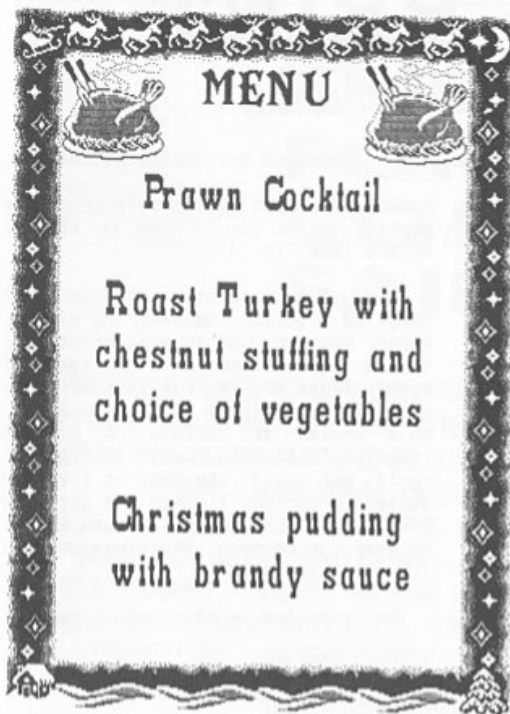 MENU
Prawn Cocktail
Roast Turkey with
chestnut stuffing and
choice of vegetables
Christmas pudding
with brandy sauce